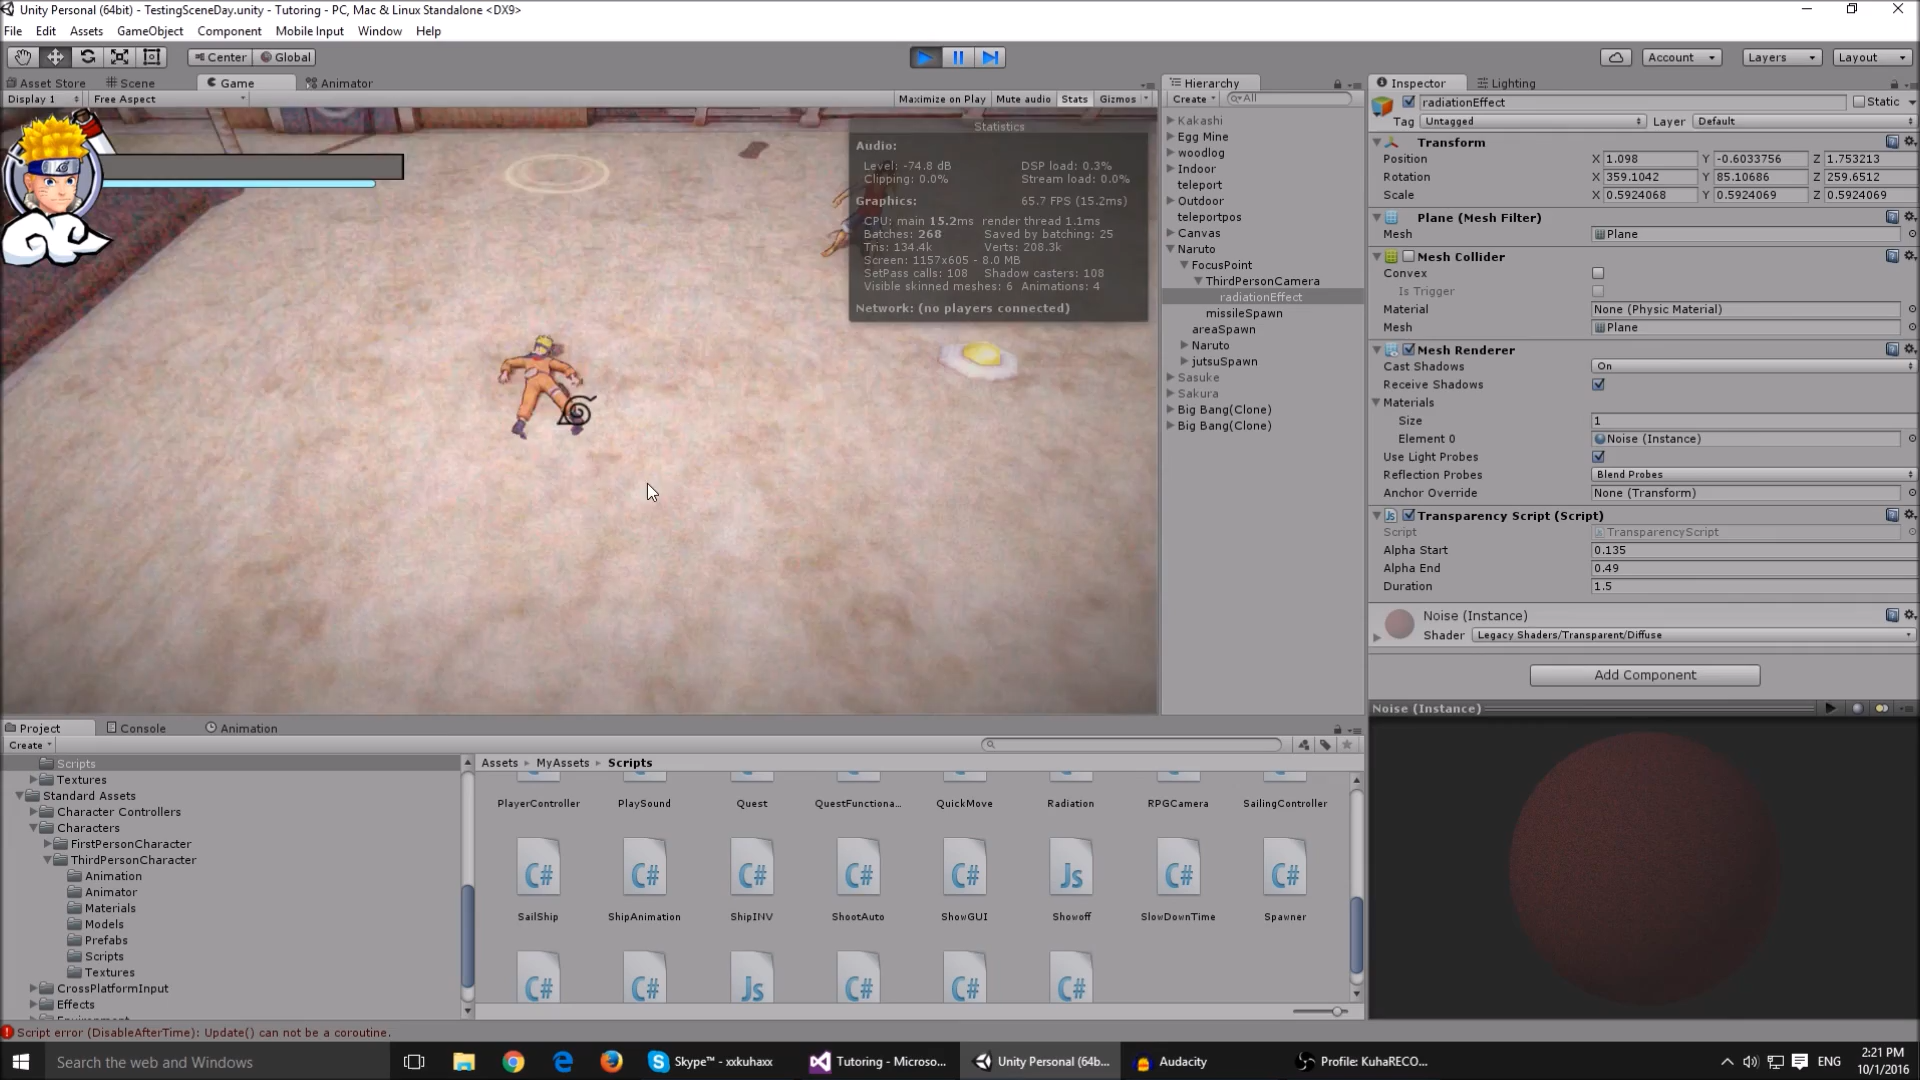 Unity Personal (64bit) - TestingSceneDay.unity - Tutoring - PC, Mac & Linux Standalone <DX9>
File Edit Assets GameObject Component Mobile Input Window Help
Center Global Account Layers Layout
Asset Store Scene Game Animator
Display 1 Free Aspect Maximize on Play Mute audio Stats Gizmos
Statistics
Audio:
Level: -74.8 dB DSP load: 0.3%
Clipping: 0.0% Stream load: 0.0%
Graphics: 65.7 FPS (15.2ms)
CPU: main 15.2ms render thread 1.1ms
Batches: 268 Saved by batching: 25
Tris: 134.4k Verts: 208.3k
Screen: 1157x605 - 8.0 MB
SetPass calls: 108 Shadow casters: 108
Visible skinned meshes: 6 Animations: 4
Network: (no players connected)
Hierarchy
Create All
Kakashi
Egg Mine
woodlog
Indoor
teleport
Outdoor
teleportpos
Canvas
Naruto
FocusPoint
ThirdPersonCamera
radiationEffect
missileSpawn
areaSpawn
Naruto
jutsuSpawn
Sasuke
Sakura
Big Bang(Clone)
Big Bang(Clone)
Inspector Lighting
radiationEffect Static
Tag Untagged Layer Default
Transform
Position X 1.098 Y -0.6033756 Z 1.753213
Rotation X 359.1042 Y 85.10686 Z 259.6512
Scale X 0.5924068 Y 0.5924069 Z 0.5924069
Plane (Mesh Filter)
Mesh Plane
Mesh Collider
Convex
Is Trigger
Material None (Physic Material)
Mesh Plane
Mesh Renderer
Cast Shadows On
Receive Shadows
Materials
Size 1
Element 0 Noise (Instance)
Use Light Probes
Reflection Probes Blend Probes
Anchor Override None (Transform)
Js Transparency Script (Script)
Script TransparencyScript
Alpha Start 0.135
Alpha End 0.49
Duration 1.5
Noise (Instance)
Shader Legacy Shaders/Transparent/Diffuse
Add Component
Noise (Instance)
Project Console Animation
Create
Scripts
Textures
Standard Assets
Character Controllers
Characters
FirstPersonCharacter
ThirdPersonCharacter
Animation
Animator
Materials
Models
Prefabs
Scripts
Textures
CrossPlatformInput
Effects
Assets MyAssets Scripts
PlayerController PlaySound Quest QuestFunctiona... QuickMove Radiation RPGCamera SailingController
C# C# C# C# C# Js C# C#
SailShip ShipAnimation ShipINV ShootAuto ShowGUI Showoff SlowDownTime Spawner
C# C# Js C# C# C#
Script error (DisableAfterTime): Update() can not be a coroutine.
Search the web and Windows Skype™ - xxkuhaxx Tutoring - Microso... Unity Personal (64b... Audacity Profile: KuhaRECO... ENG 2:21 PM
10/1/2016